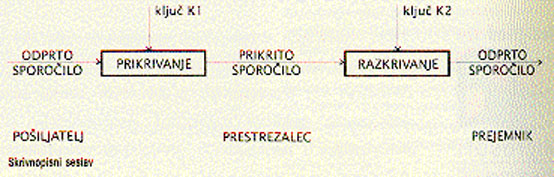 ključ K1
ključ K2
ODPRTO SPOROČILO
PRIKRIVANJE
PRIKRITO SPOROČILO
RAZKRIVANJE
ODPRTO SPOROČILO
POŠILJATELJ
PRESTREZALEC
PREJEMNIK
Skrivnopisni sestav